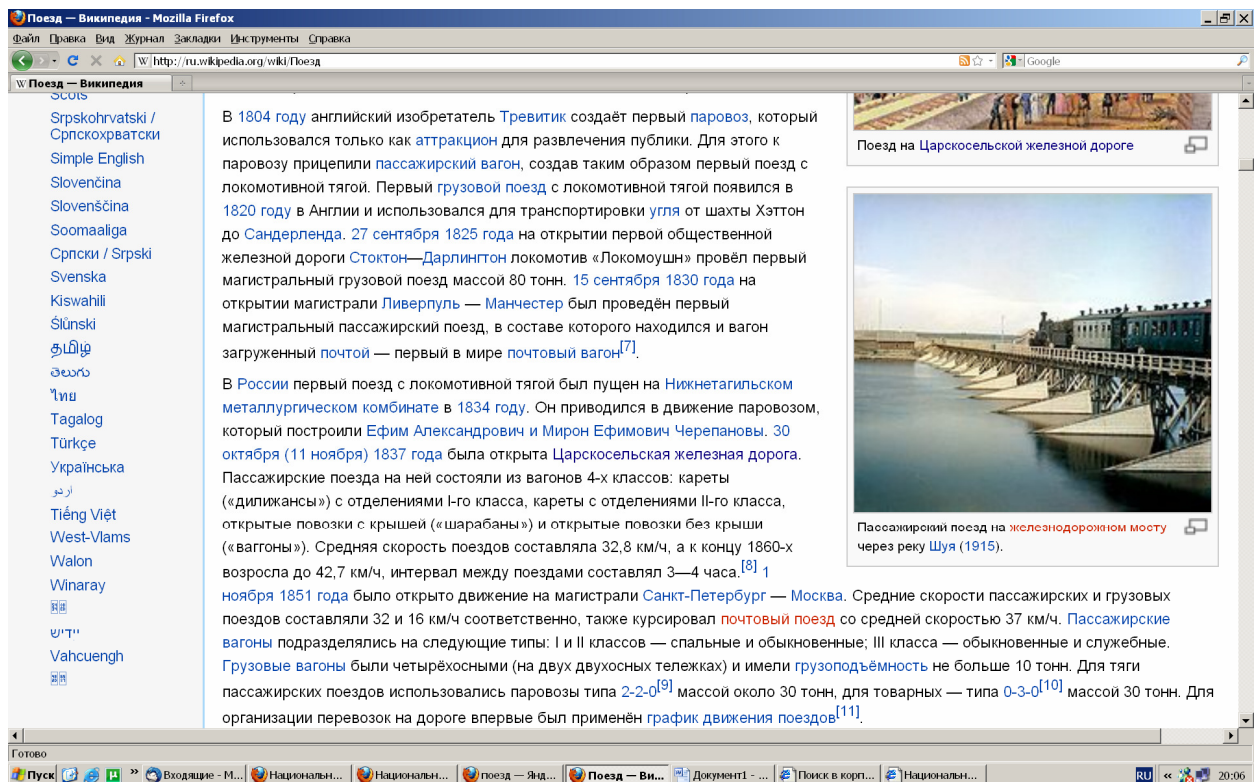 Поезд — Википедия - Mozilla Firefox
Файл Правка Вид Журнал Закладки Инструменты Справка
http://ru.wikipedia.org/wiki/Поезд
Google
Поезд — Википедия
Scots
Srpskohrvatski /
Српскохрватски
Simple English
Slovenčina
Slovenščina
Soomaaliga
Српски / Srpski
Svenska
Kiswahili
Ślůnski
தமிழ்
తెలుగు
ไทย
Tagalog
Türkçe
Українська
اردو
Tiếng Việt
West-Vlams
Walon
Winaray
ייִדיש
Vahcuengh
В 1804 году английский изобретатель Тревитик создаёт первый паровоз, который
использовался только как аттракцион для развлечения публики. Для этого к
паровозу прицепили пассажирский вагон, создав таким образом первый поезд с
локомотивной тягой. Первый грузовой поезд с локомотивной тягой появился в
1820 году в Англии и использовался для транспортировки угля от шахты Хэттон
до Сандерленда. 27 сентября 1825 года на открытии первой общественной
железной дороги Стоктон—Дарлингтон локомотив «Локомоушн» провёл первый
магистральный грузовой поезд массой 80 тонн. 15 сентября 1830 года на
открытии магистрали Ливерпуль — Манчестер был проведён первый
магистральный пассажирский поезд, в составе которого находился и вагон
загруженный почтой — первый в мире почтовый вагон[7].
В России первый поезд с локомотивной тягой был пущен на Нижнетагильском
металлургическом комбинате в 1834 году. Он приводился в движение паровозом,
который построили Ефим Александрович и Мирон Ефимович Черепановы. 30
октября (11 ноября) 1837 года была открыта Царскосельская железная дорога.
Пассажирские поезда на ней состояли из вагонов 4-х классов: кареты
(«дилижансы») с отделениями I-го класса, кареты с отделениями II-го класса,
открытые повозки с крышей («шарабаны») и открытые повозки без крыши
(«ваггоны»). Средняя скорость поездов составляла 32,8 км/ч, а к концу 1860-х
возросла до 42,7 км/ч, интервал между поездами составлял 3—4 часа.[8] 1
ноября 1851 года было открыто движение на магистрали Санкт-Петербург — Москва. Средние скорости пассажирских и грузовых
поездов составляли 32 и 16 км/ч соответственно, также курсировал почтовый поезд со средней скоростью 37 км/ч. Пассажирские
вагоны подразделялись на следующие типы: I и II классов — спальные и обыкновенные; III класса — обыкновенные и служебные.
Грузовые вагоны были четырёхосными (на двух двухосных тележках) и имели грузоподъёмность не больше 10 тонн. Для тяги
пассажирских поездов использовались паровозы типа 2-2-0[9] массой около 30 тонн, для товарных — типа 0-3-0[10] массой 30 тонн. Для
организации перевозок на дороге впервые был применён график движения поездов[11].
Поезд на Царскосельской железной дороге
Пассажирский поезд на железнодорожном мосту
через реку Шуя (1915).
Готово
Пуск
Входящие - M...
Национальн...
Национальн...
поезд — Янд...
Поезд — Ви...
Документ1 - ...
Поиск в корп...
Национальн...
RU
20:06